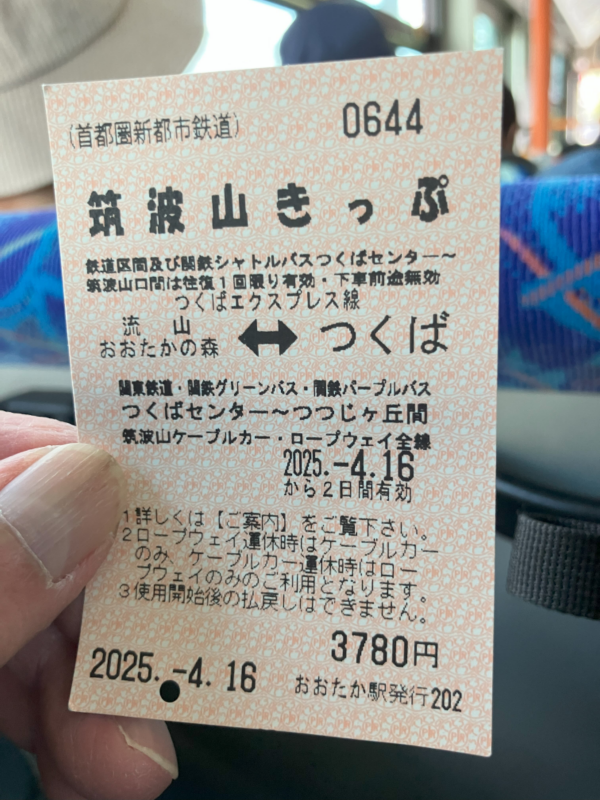 (首都圏新都市鉄道)
0644
筑波山きっぷ
鉄道区間及び関鉄シャトルバスつくばセンター～
筑波山口間は往復1回限り有効・下車前途無効
つくばエクスプレス線
流山
おおたかの森 ↔ つくば
関東鉄道・関鉄グリーンバス・関鉄パープルバス
つくばセンター～つつじヶ丘間
筑波山ケーブルカー・ロープウェイ全線
2025.-4.16
から2日間有効
1詳しくは【ご案内】をご覧下さい。
2ロープウェイ運休時はケーブルカー
のみ、ケーブルカー運休時はロー
プウェイのみのご利用となります。
3使用開始後の払戻しはできません。
3780円
2025.-4.16
おおたか駅発行202